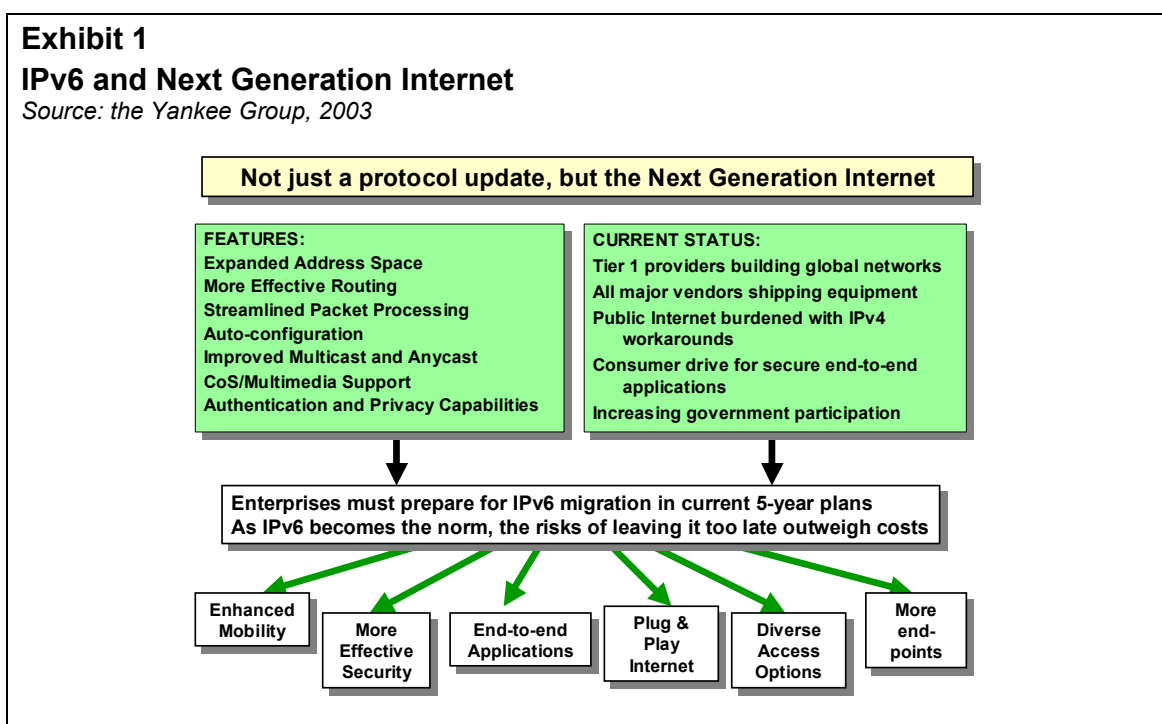 Exhibit 1
IPv6 and Next Generation Internet
Source: the Yankee Group, 2003
Not just a protocol update, but the Next Generation Internet
FEATURES:
Expanded Address Space
More Effective Routing
Streamlined Packet Processing
Auto-configuration
Improved Multicast and Anycast
CoS/Multimedia Support
Authentication and Privacy Capabilities
CURRENT STATUS:
Tier 1 providers building global networks
All major vendors shipping equipment
Public Internet burdened with IPv4
workarounds
Consumer drive for secure end-to-end
applications
Increasing government participation
Enterprises must prepare for IPv6 migration in current 5-year plans
As IPv6 becomes the norm, the risks of leaving it too late outweigh costs
Enhanced
Mobility
More
Effective
Security
End-to-end
Applications
Plug &
Play
Internet
Diverse
Access
Options
More
end-
points